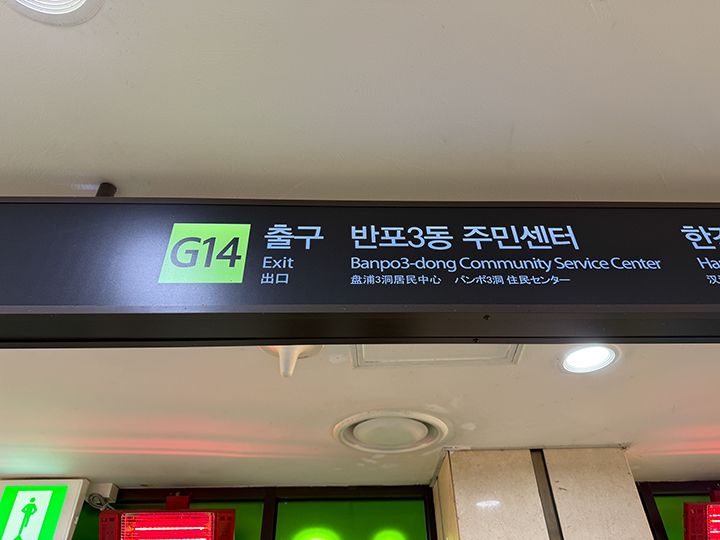 G14 출구 반포3동 주민센터
Exit Banpo3-dong Community Service Center
出口 盘浦3洞居民中心 バンポ3洞 住民センター